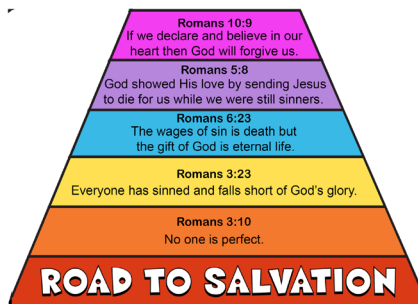 Romans 10:9
If we declare and believe in our
heart then God will forgive us.
Romans 5:8
God showed His love by sending Jesus
to die for us while we were still sinners.
Romans 6:23
The wages of sin is death but
the gift of God is eternal life.
Romans 3:23
Everyone has sinned and falls short of God's glory.
Romans 3:10
No one is perfect.
ROAD TO SALVATION